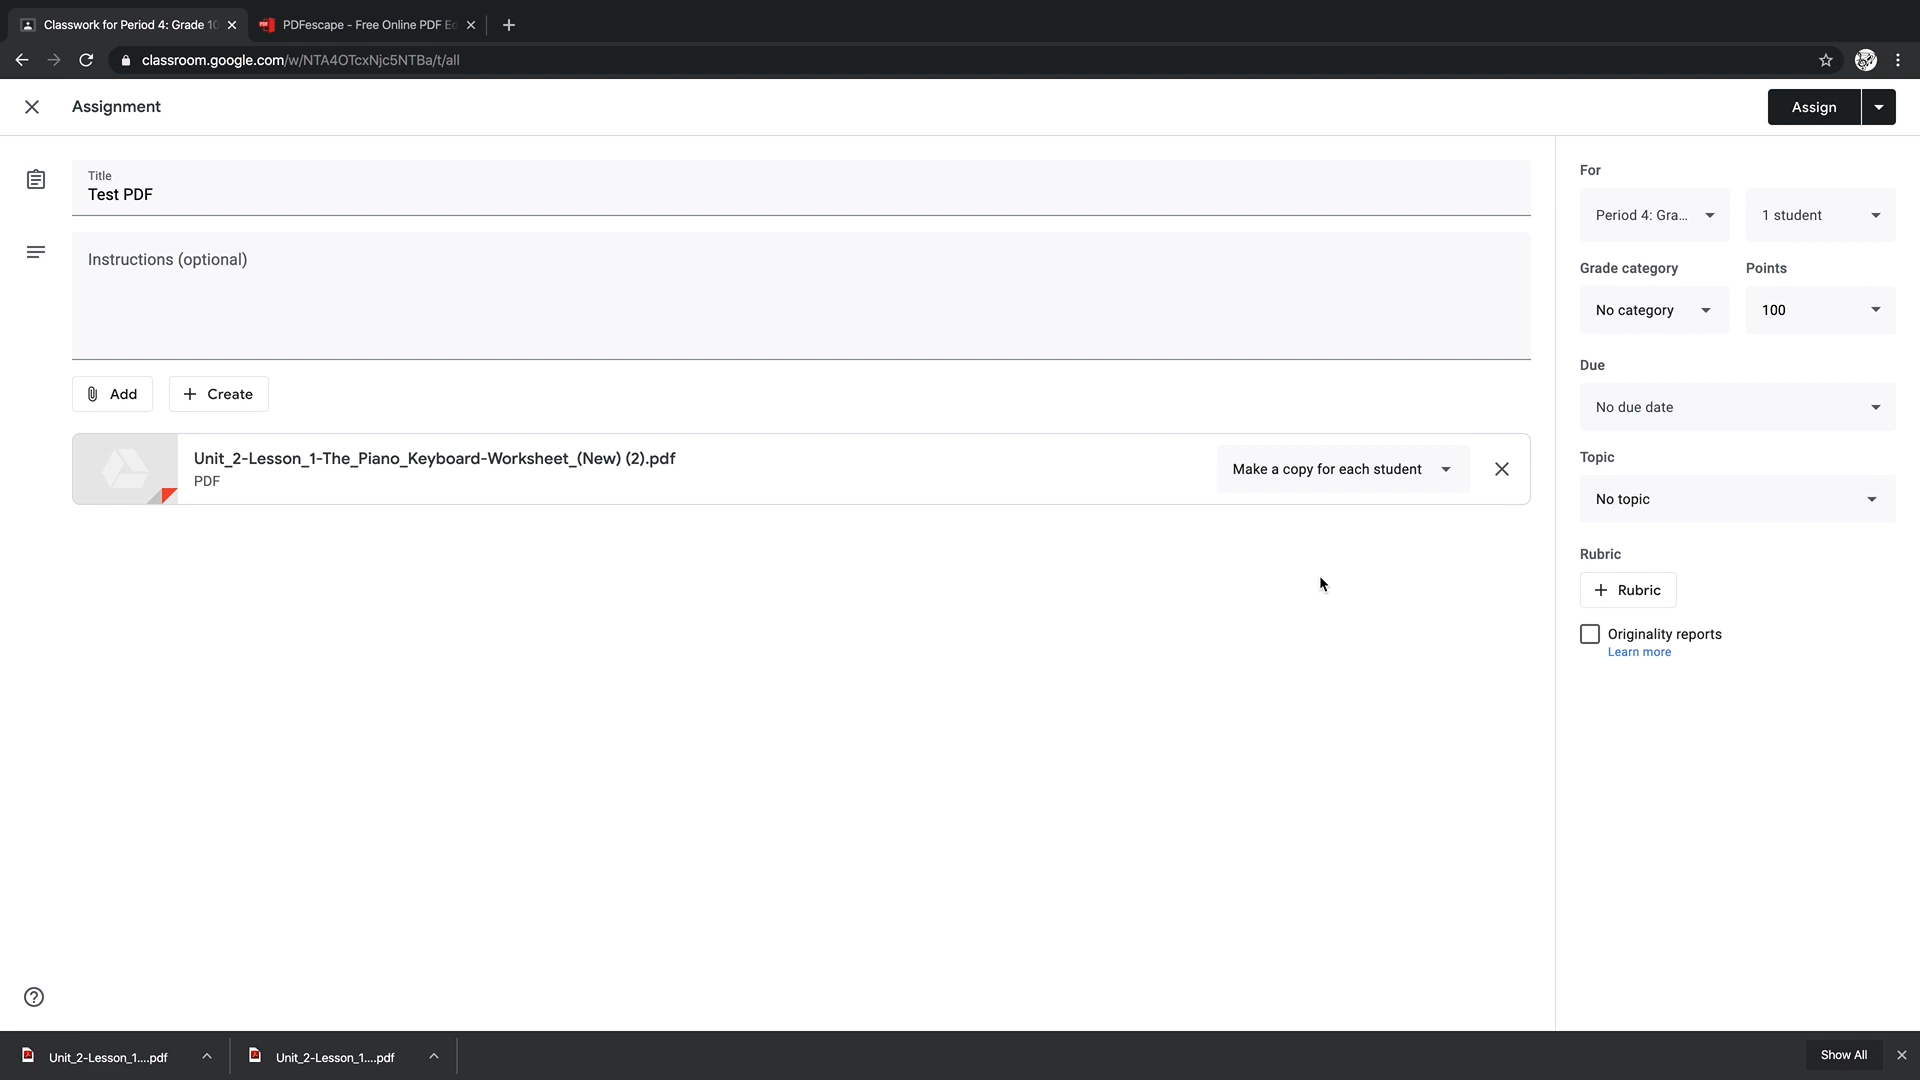 Classwork for Period 4: Grade 10
PDFescape - Free Online PDF Ed
classroom.google.com/w/NTA4OTcxNjc5NTBa/t/all
Assignment
Assign
Title
Test PDF
Instructions (optional)
Add
Create
Unit_2-Lesson_1-The_Piano_Keyboard-Worksheet_(New) (2).pdf
PDF
Make a copy for each student
For
Period 4: Gra...
1 student
Grade category
Points
No category
100
Due
No due date
Topic
No topic
Rubric
Rubric
Originality reports
Learn more
Unit_2-Lesson_1....pdf
Unit_2-Lesson_1....pdf
Show All